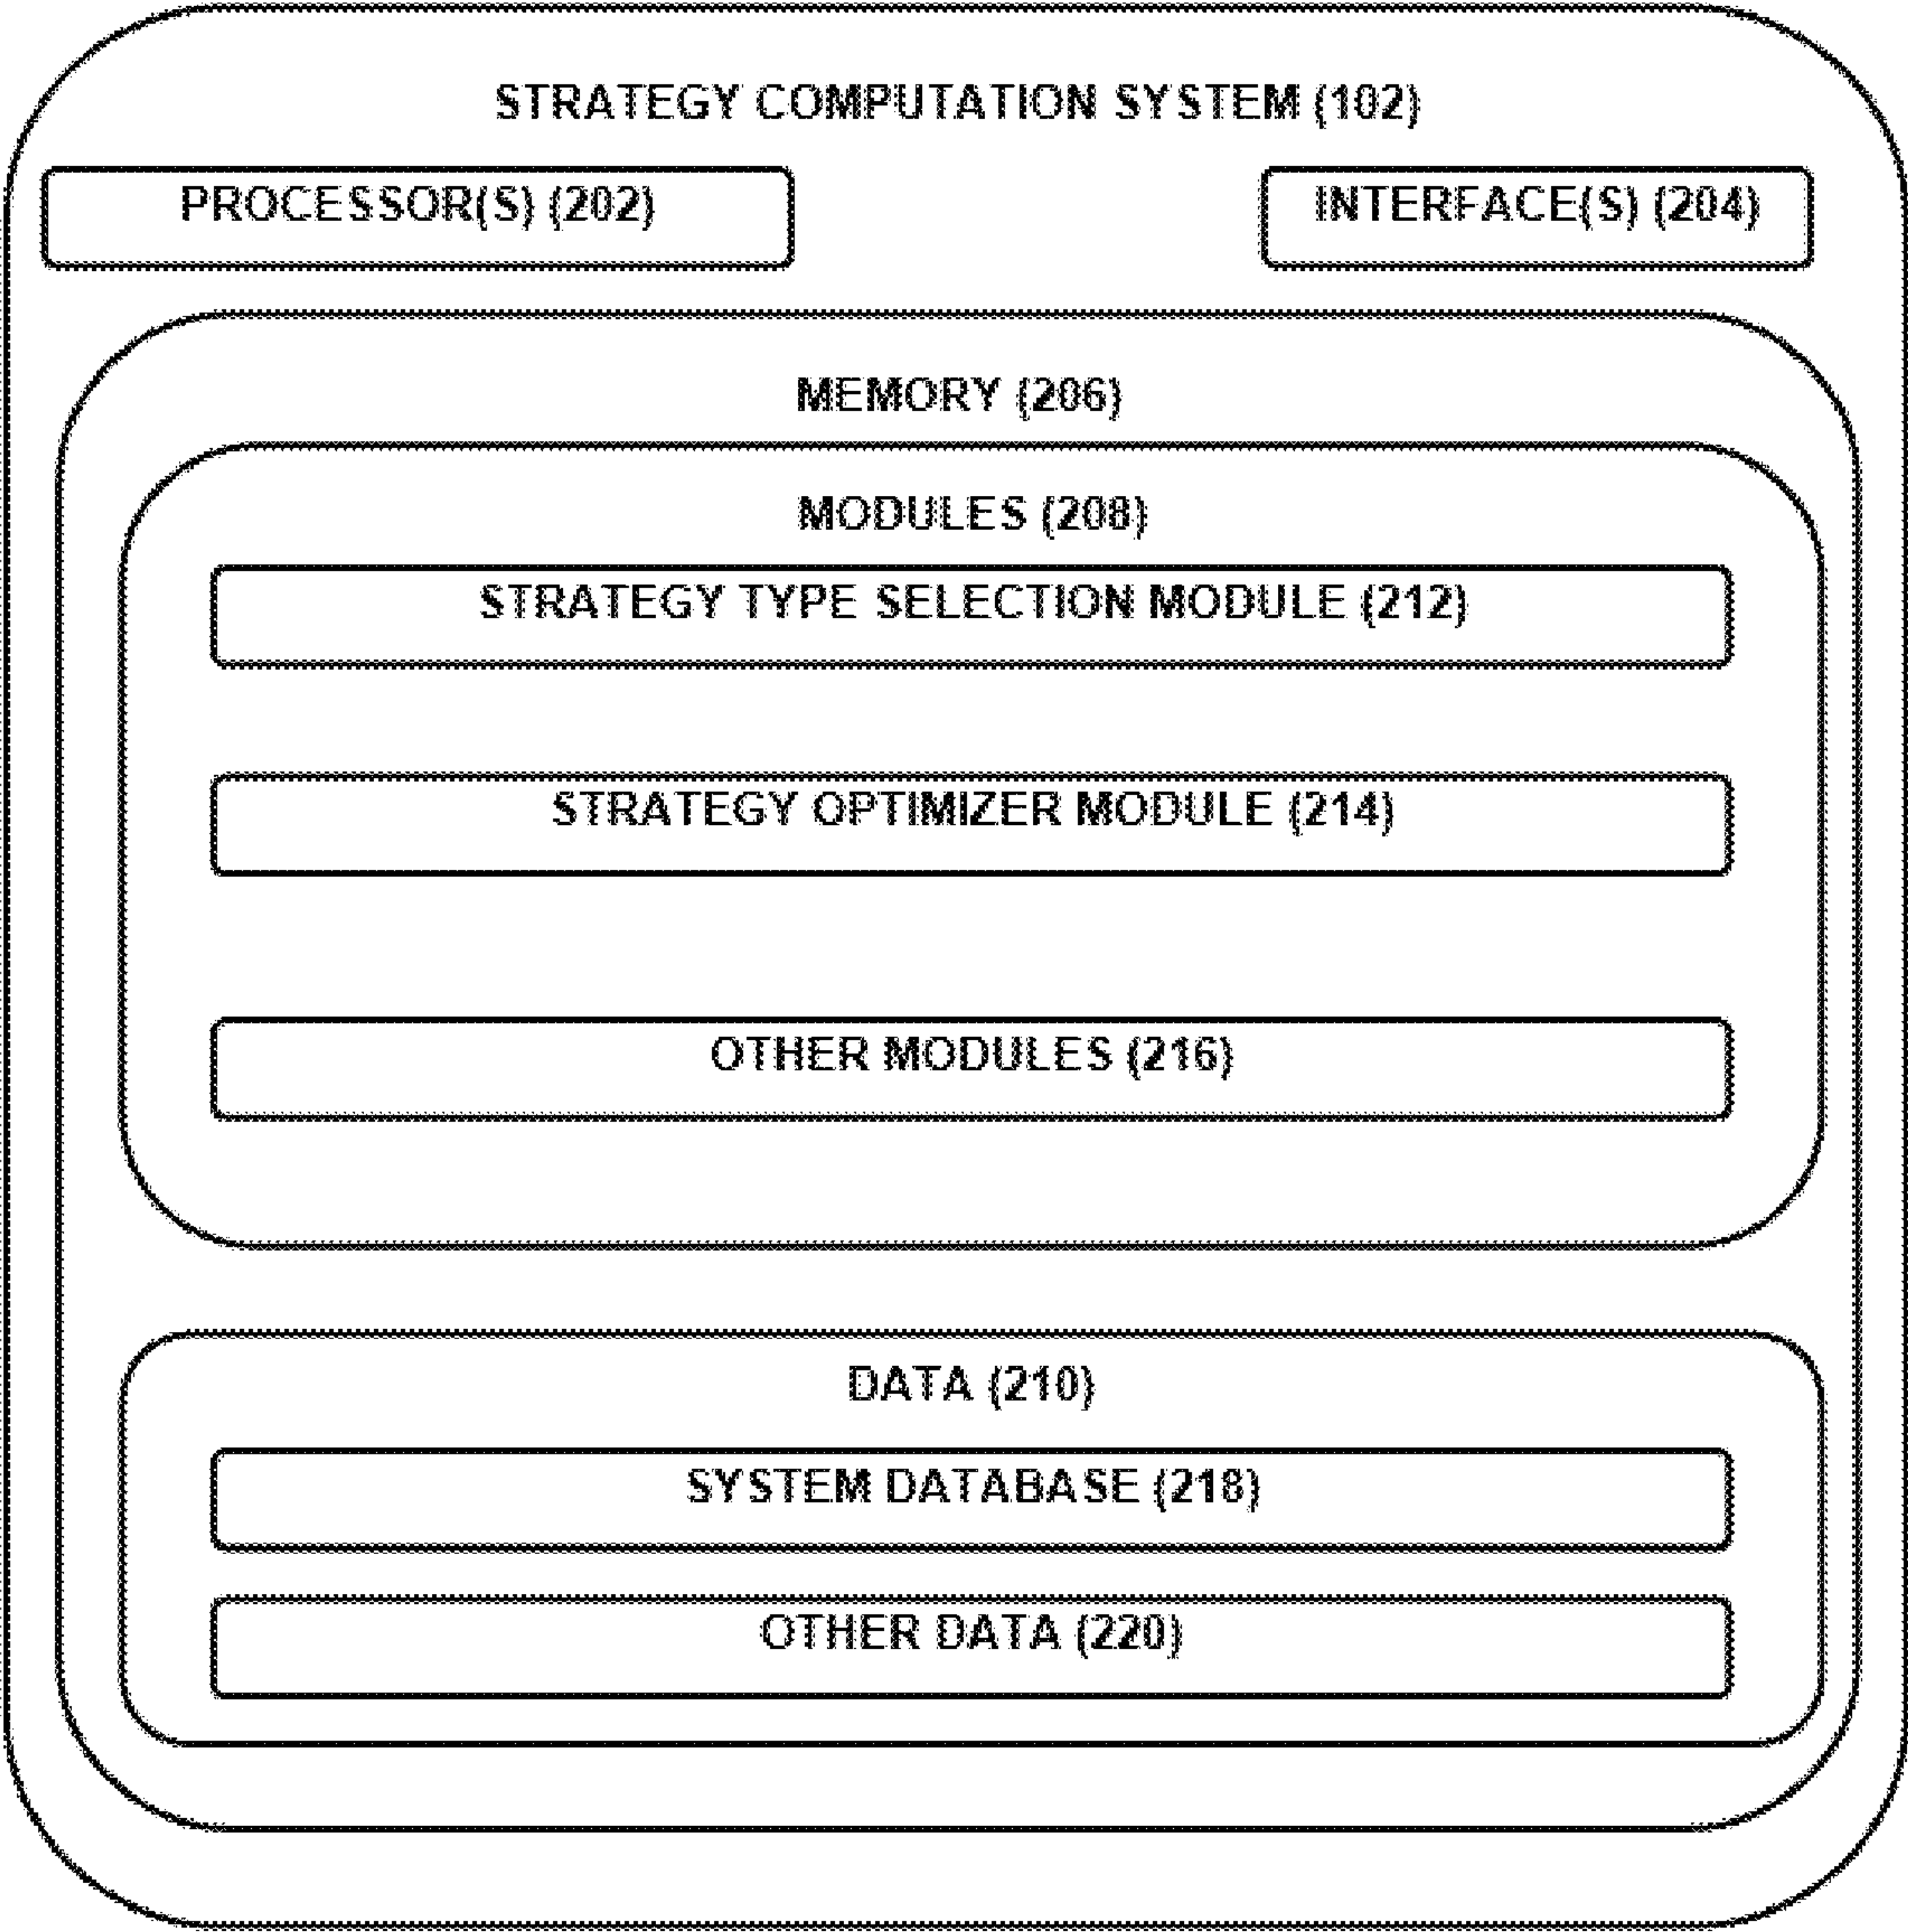 STRATEGY COMPUTATION SYSTEM (102)
PROCESSOR(S) (202)
INTERFACE(S) (204)
MEMORY (206)
MODULES (208)
STRATEGY TYPE SELECTION MODULE (212)
STRATEGY OPTIMIZER MODULE (214)
OTHER MODULES (216)
DATA (210)
SYSTEM DATABASE (218)
OTHER DATA (220)